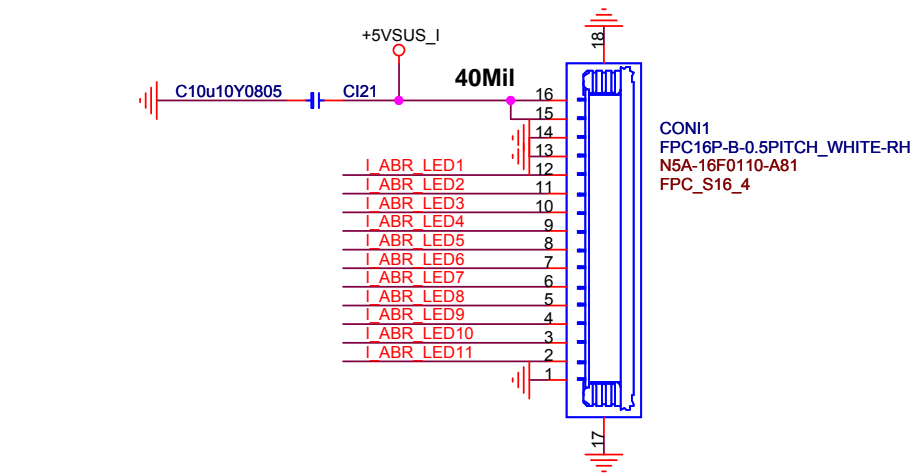 18
+5VSUS_I
40Mil
C10u10Y0805 CI21
16
15
14
13
I_ABR_LED1 12
I_ABR_LED2 11
I_ABR_LED3 10
I_ABR_LED4 9
I_ABR_LED5 8
I_ABR_LED6 7
I_ABR_LED7 6
I_ABR_LED8 5
I_ABR_LED9 4
I_ABR_LED10 3
I_ABR_LED11 2
1
CONI1
FPC16P-B-0.5PITCH_WHITE-RH
N5A-16F0110-A81
FPC_S16_4
17